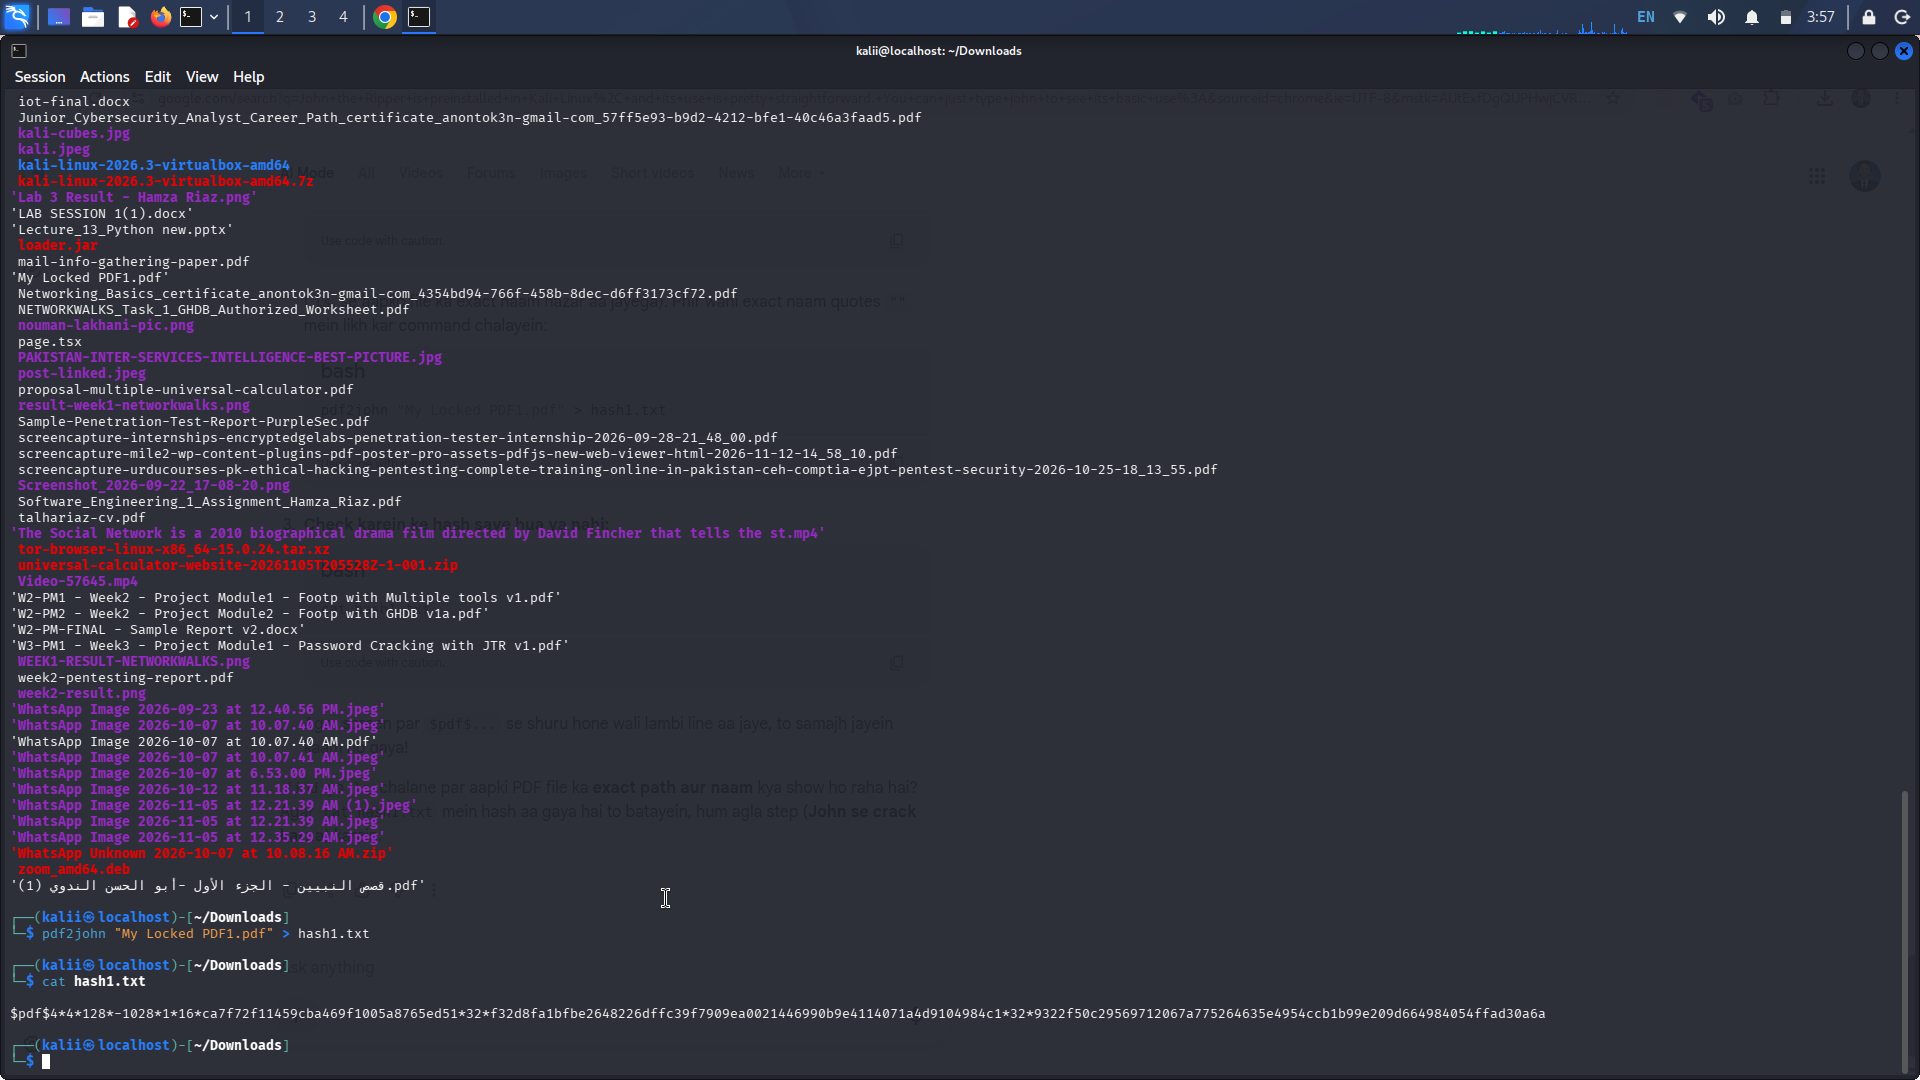 1 2 3 4 EN 3:57
kalii@localhost: ~/Downloads
Session Actions Edit View Help
iot-final.docx
Junior_Cybersecurity_Analyst_Career_Path_certificate_anontok3n-gmail-com_57ff5e93-b9d2-4212-bfe1-40c46a3faad5.pdf
kali-cubes.jpg
kali.jpeg
kali-linux-2026.3-virtualbox-amd64
kali-linux-2026.3-virtualbox-amd64.7z
'Lab 3 Result - Hamza Riaz.png'
'LAB SESSION 1(1).docx'
'Lecture_13_Python new.pptx'
loader.jar
mail-info-gathering-paper.pdf
'My Locked PDF1.pdf'
Networking_Basics_certificate_anontok3n-gmail-com_4354bd94-766f-458b-8dec-d6ff3173cf72.pdf
NETWORKWALKS_Task_1_GHDB_Authorized_Worksheet.pdf
nouman-lakhani-pic.png
page.tsx
PAKISTAN-INTER-SERVICES-INTELLIGENCE-BEST-PICTURE.jpg
post-linked.jpeg
proposal-multiple-universal-calculator.pdf
result-week1-networkwalks.png
Sample-Penetration-Test-Report-PurpleSec.pdf
screencapture-internships-encryptedgelabs-penetration-tester-internship-2026-09-28-21_48_00.pdf
screencapture-mile2-wp-content-plugins-pdf-poster-pro-assets-pdfjs-new-web-viewer-html-2026-11-12-14_58_10.pdf
screencapture-urducourses-pk-ethical-hacking-pentesting-complete-training-online-in-pakistan-ceh-comptia-ejpt-pentest-security-2026-10-25-18_13_55.pdf
Screenshot_2026-09-22_17-08-20.png
Software_Engineering_1_Assignment_Hamza_Riaz.pdf
talhariaz-cv.pdf
'The Social Network is a 2010 biographical drama film directed by David Fincher that tells the st.mp4'
tor-browser-linux-x86_64-15.0.24.tar.xz
universal-calculator-website-20261105T205528Z-1-001.zip
Video-57645.mp4
'W2-PM1 - Week2 - Project Module1 - Footp with Multiple tools v1.pdf'
'W2-PM2 - Week2 - Project Module2 - Footp with GHDB v1a.pdf'
'W2-PM-FINAL - Sample Report v2.docx'
'W3-PM1 - Week3 - Project Module1 - Password Cracking with JTR v1.pdf'
WEEK1-RESULT-NETWORKWALKS.png
week2-pentesting-report.pdf
week2-result.png
'WhatsApp Image 2026-09-23 at 12.40.56 PM.jpeg'
'WhatsApp Image 2026-10-07 at 10.07.40 AM.jpeg'
'WhatsApp Image 2026-10-07 at 10.07.40 AM.pdf'
'WhatsApp Image 2026-10-07 at 10.07.41 AM.jpeg'
'WhatsApp Image 2026-10-07 at 6.53.00 PM.jpeg'
'WhatsApp Image 2026-10-12 at 11.18.37 AM.jpeg'
'WhatsApp Image 2026-11-05 at 12.21.39 AM (1).jpeg'
'WhatsApp Image 2026-11-05 at 12.21.39 AM.jpeg'
'WhatsApp Image 2026-11-05 at 12.35.29 AM.jpeg'
'WhatsApp Unknown 2026-10-07 at 10.08.16 AM.zip'
zoom_amd64.deb
'قصص النبيين - الجزء الأول -أبو الحسن الندوي (1).pdf'
┌──(kalii㉿localhost)-[~/Downloads]
└─$ pdf2john "My Locked PDF1.pdf" > hash1.txt
┌──(kalii㉿localhost)-[~/Downloads]
└─$ cat hash1.txt
$pdf$4*4*128*-1028*1*16*ca7f72f11459cba469f1005a8765ed51*32*f32d8fa1bfbe2648226dffc39f7909ea0021446990b9e4114071a4d9104984c1*32*9322f50c29569712067a775264635e4954ccb1b99e209d664984054ffad30a6a
┌──(kalii㉿localhost)-[~/Downloads]
└─$